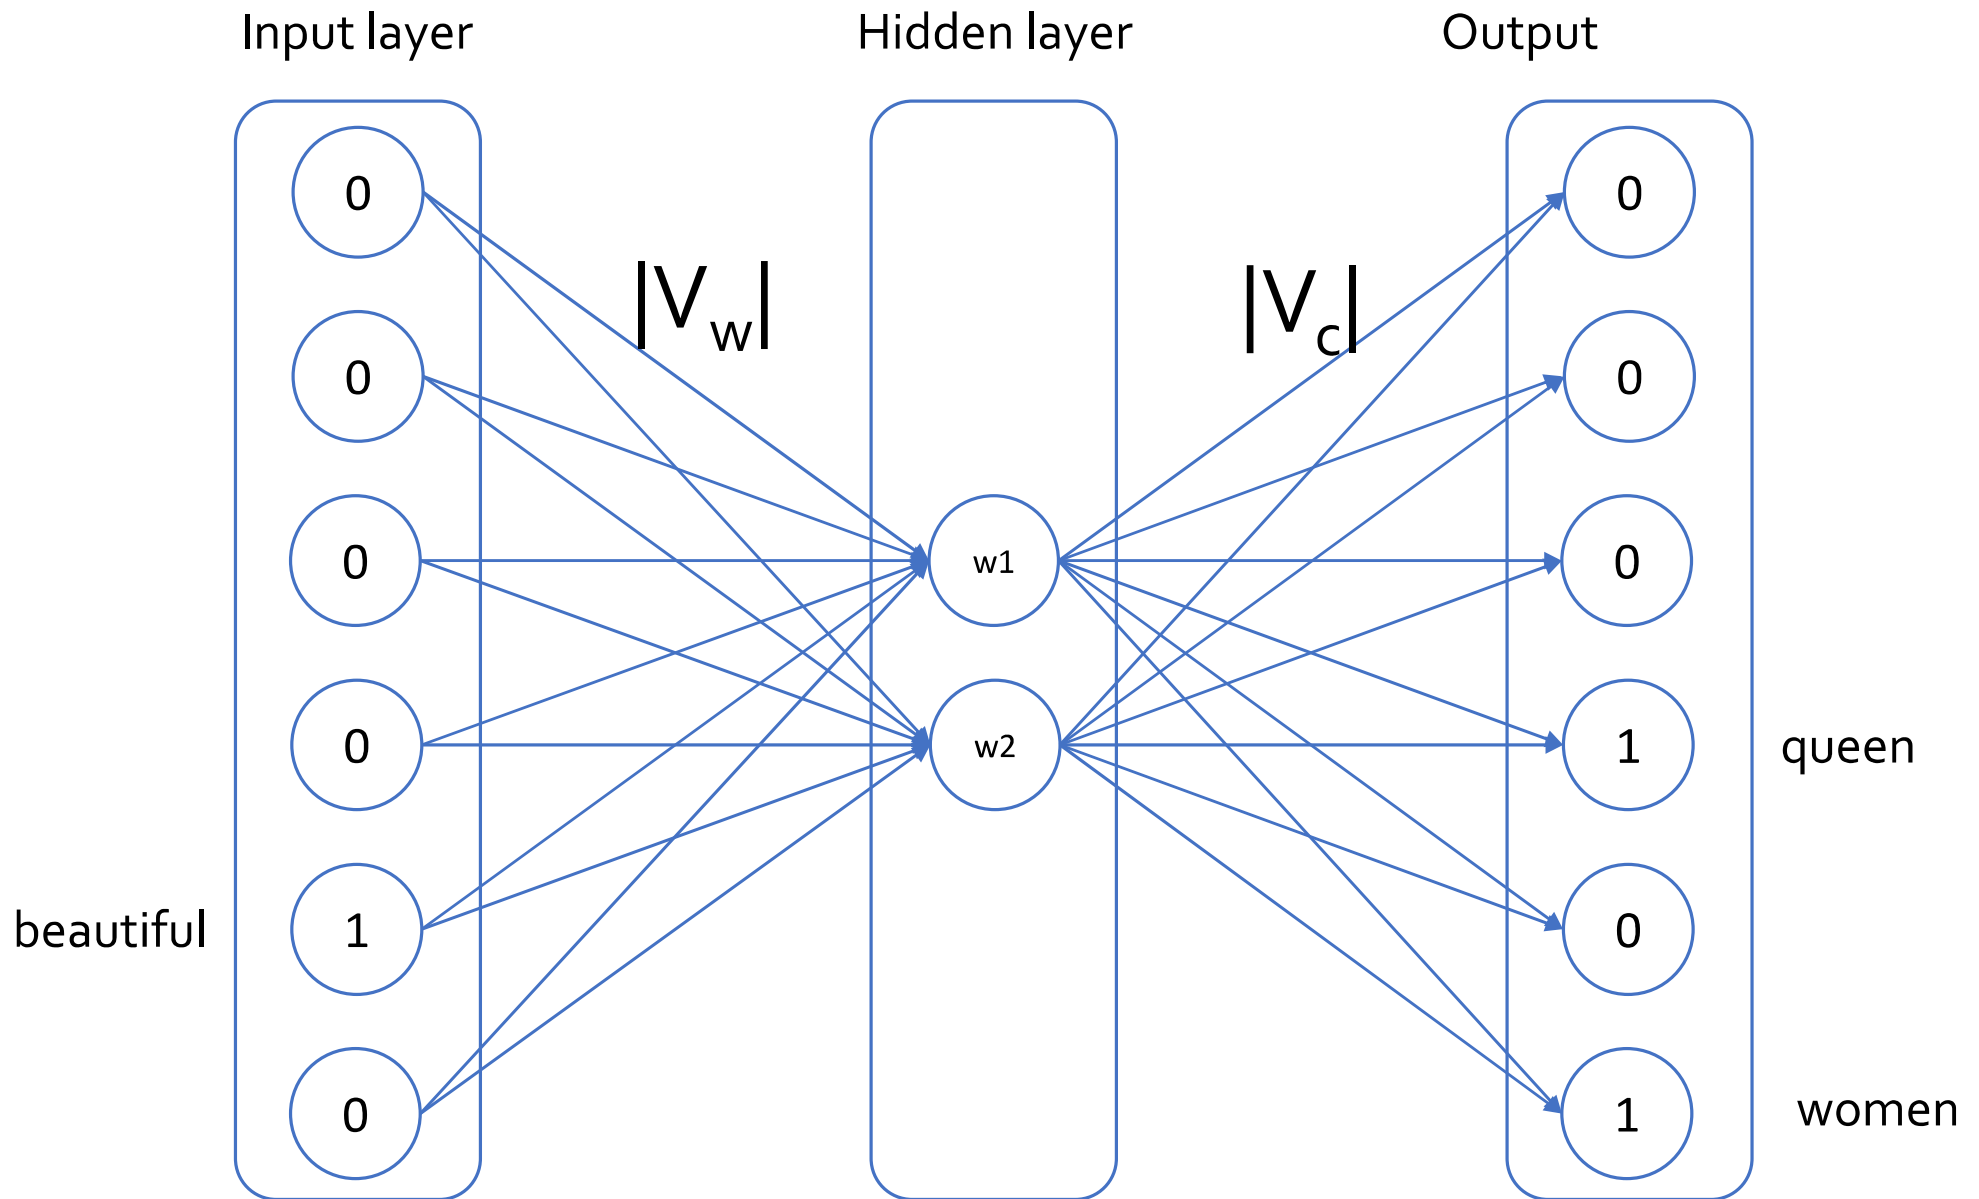 Input layer Hidden layer Output
0 0
0 0
|Vw| |Vc|
0 w1 0
0 w2 1 queen
beautiful 1 0
0 1 women